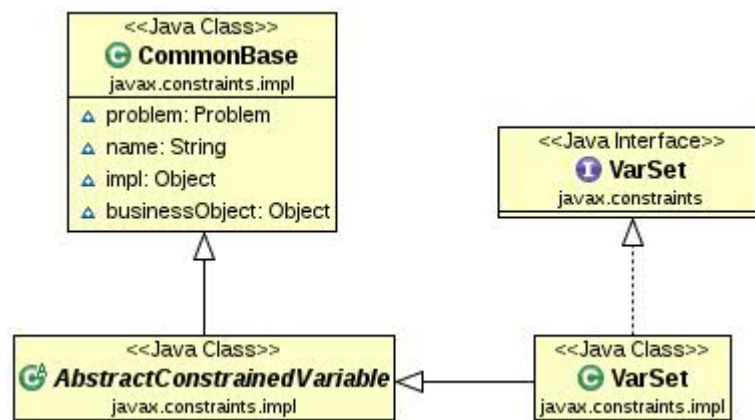 <<Java Class>>
C CommonBase
javax.constraints.impl
problem: Problem
name: String
impl: Object
businessObject: Object
<<Java Interface>>
I VarSet
javax.constraints
<<Java Class>>
C A AbstractConstrainedVariable
javax.constraints.impl
<<Java Class>>
C VarSet
javax.constraints.impl